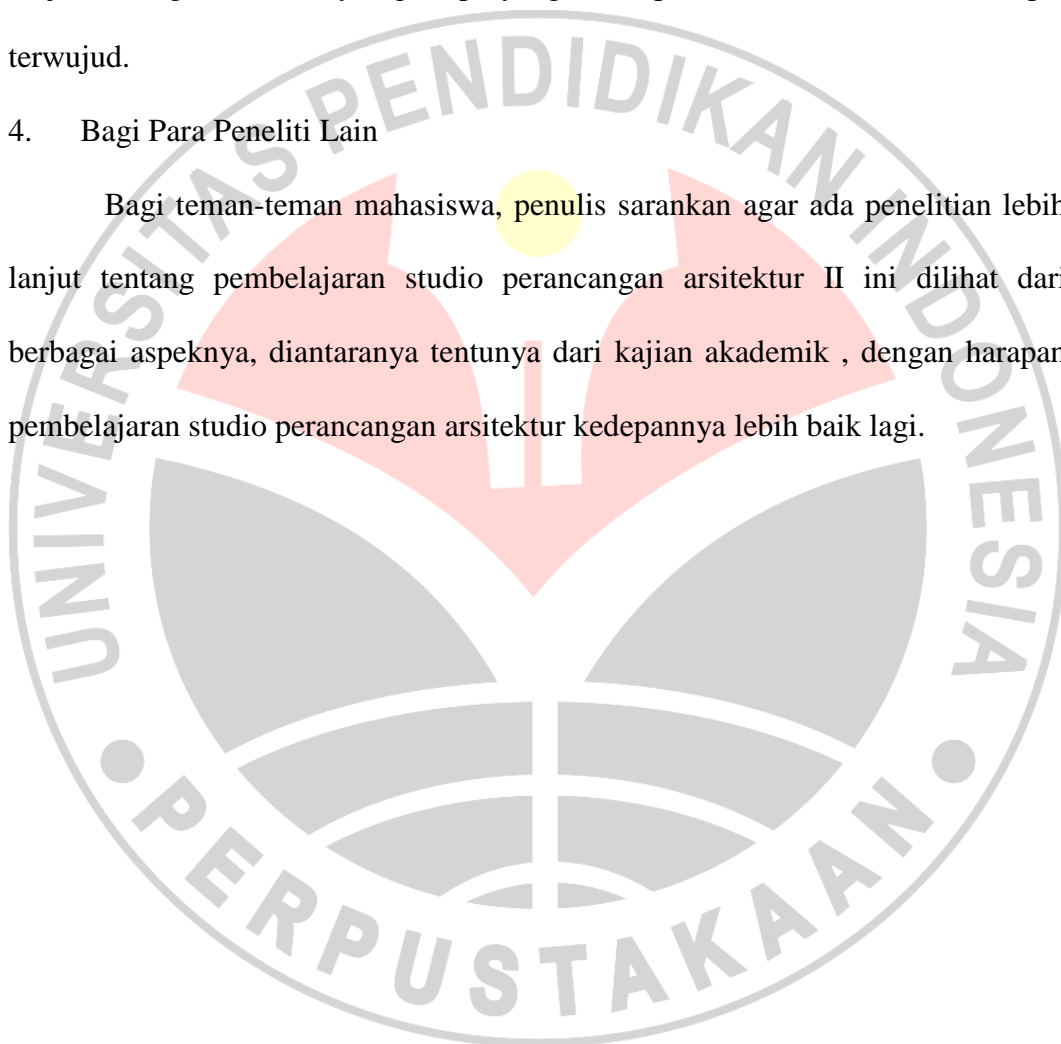 terwujud.
4. Bagi Para Peneliti Lain
Bagi teman-teman mahasiswa, penulis sarankan agar ada penelitian lebih
lanjut tentang pembelajaran studio perancangan arsitektur II ini dilihat dari
berbagai aspeknya, diantaranya tentunya dari kajian akademik , dengan harapan
pembelajaran studio perancangan arsitektur kedepannya lebih baik lagi.
UNIVERSITAS PENDIDIKAN INDONESIA
PERPUSTAKAAN